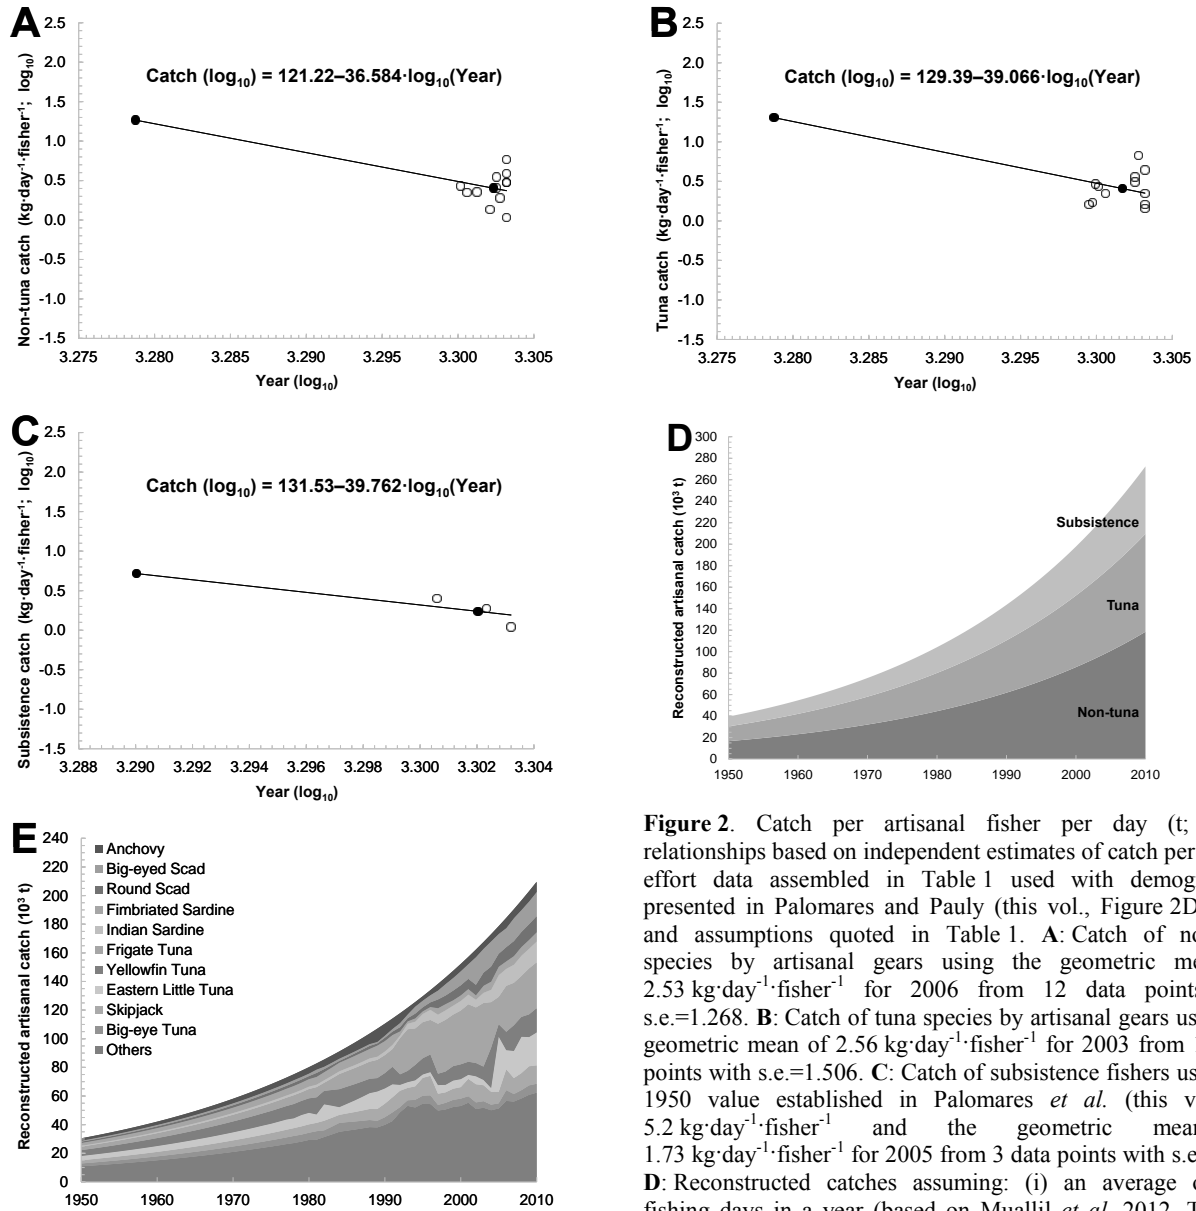 A
Catch (log10) = 121.22–36.584·log10(Year)
Non-tuna catch (kg·day-1·fisher-1; log10)
2.5
2.0
1.5
1.0
0.5
0.0
-0.5
-1.0
-1.5
3.275 3.280 3.285 3.290 3.295 3.300 3.305
Year (log10)
B
Catch (log10) = 129.39–39.066·log10(Year)
Tuna catch (kg·day-1·fisher-1; log10)
2.5
2.0
1.5
1.0
0.5
0.0
-0.5
-1.0
-1.5
3.275 3.280 3.285 3.290 3.295 3.300 3.305
Year (log10)
C
Catch (log10) = 131.53–39.762·log10(Year)
Subsistence catch (kg·day-1·fisher-1; log10)
2.5
2.0
1.5
1.0
0.5
0.0
-0.5
-1.0
-1.5
3.288 3.290 3.292 3.294 3.296 3.298 3.300 3.302 3.304
Year (log10)
D
Reconstructed artisanal catch (10³ t)
300
280
260
240
220
200
180
160
140
120
100
80
60
40
20
0
Subsistence
Tuna
Non-tuna
1950 1960 1970 1980 1990 2000 2010
E
Reconstructed artisanal catch (10³ t)
240
220
200
180
160
140
120
100
80
60
40
20
0
Anchovy
Big-eyed Scad
Round Scad
Fimbriated Sardine
Indian Sardine
Frigate Tuna
Yellowfin Tuna
Eastern Little Tuna
Skipjack
Big-eye Tuna
Others
1950 1960 1970 1980 1990 2000 2010
Figure 2. Catch per artisanal fisher per day (t;
relationships based on independent estimates of catch per
effort data assembled in Table 1 used with demog
presented in Palomares and Pauly (this vol., Figure 2D
and assumptions quoted in Table 1. A: Catch of no
species by artisanal gears using the geometric me
2.53 kg·day-1·fisher-1 for 2006 from 12 data points
s.e.=1.268. B: Catch of tuna species by artisanal gears us
geometric mean of 2.56 kg·day-1·fisher-1 for 2003 from
points with s.e.=1.506. C: Catch of subsistence fishers us
1950 value established in Palomares et al. (this v
5.2 kg·day-1·fisher-1 and the geometric mean
1.73 kg·day-1·fisher-1 for 2005 from 3 data points with s.e
D: Reconstructed catches assuming: (i) an average o
fishing days in a year (based on Muallil et al. 2012, T